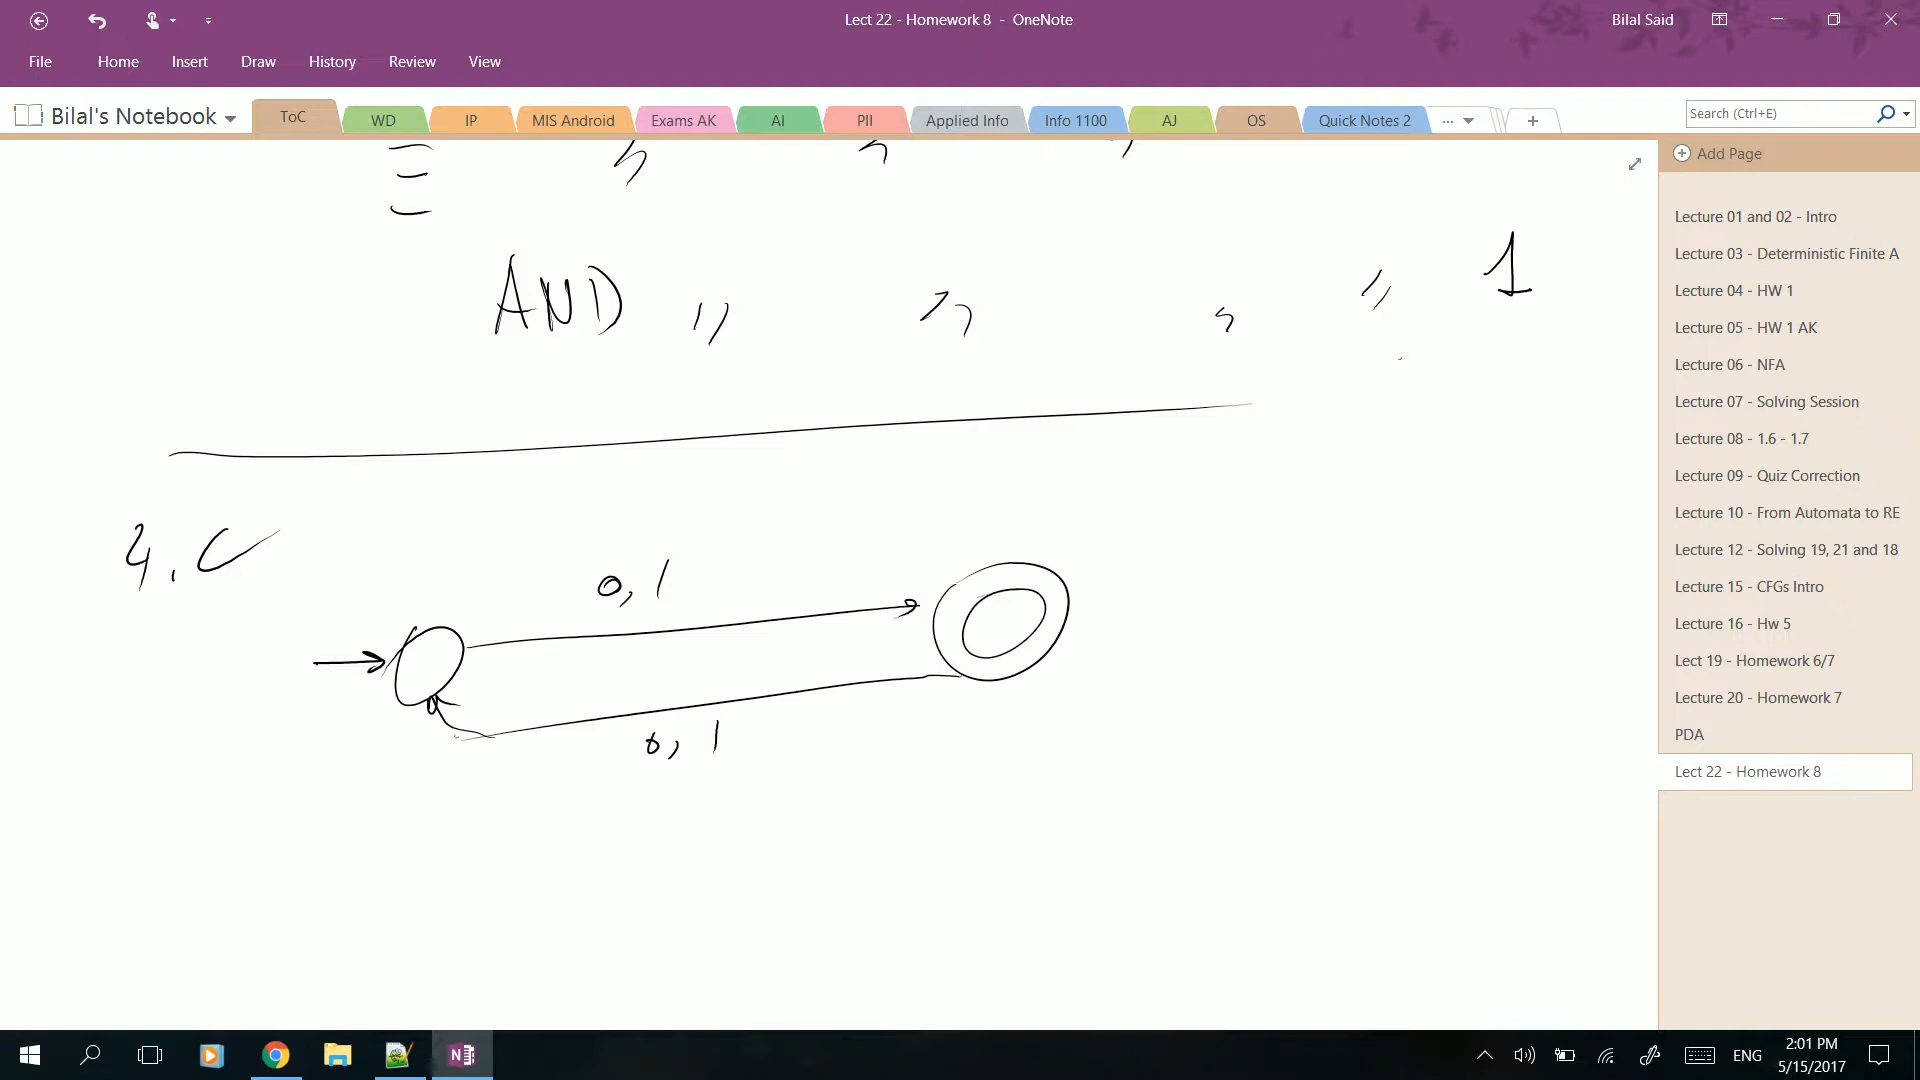 Lect 22 - Homework 8 - OneNote
Bilal Said
File Home Insert Draw History Review View
Bilal's Notebook
ToC WD IP MIS Android Exams AK AI PII Applied Info Info 1100 AJ OS Quick Notes 2 ...
Search (Ctrl+E)
Add Page
Lecture 01 and 02 - Intro
Lecture 03 - Deterministic Finite A
Lecture 04 - HW 1
Lecture 05 - HW 1 AK
Lecture 06 - NFA
Lecture 07 - Solving Session
Lecture 08 - 1.6 - 1.7
Lecture 09 - Quiz Correction
Lecture 10 - From Automata to RE
Lecture 12 - Solving 19, 21 and 18
Lecture 15 - CFGs Intro
Lecture 16 - Hw 5
Lect 19 - Homework 6/7
Lecture 20 - Homework 7
PDA
Lect 22 - Homework 8
AND " " " " 1
4. C
0, 1
0, 1
ENG
2:01 PM
5/15/2017